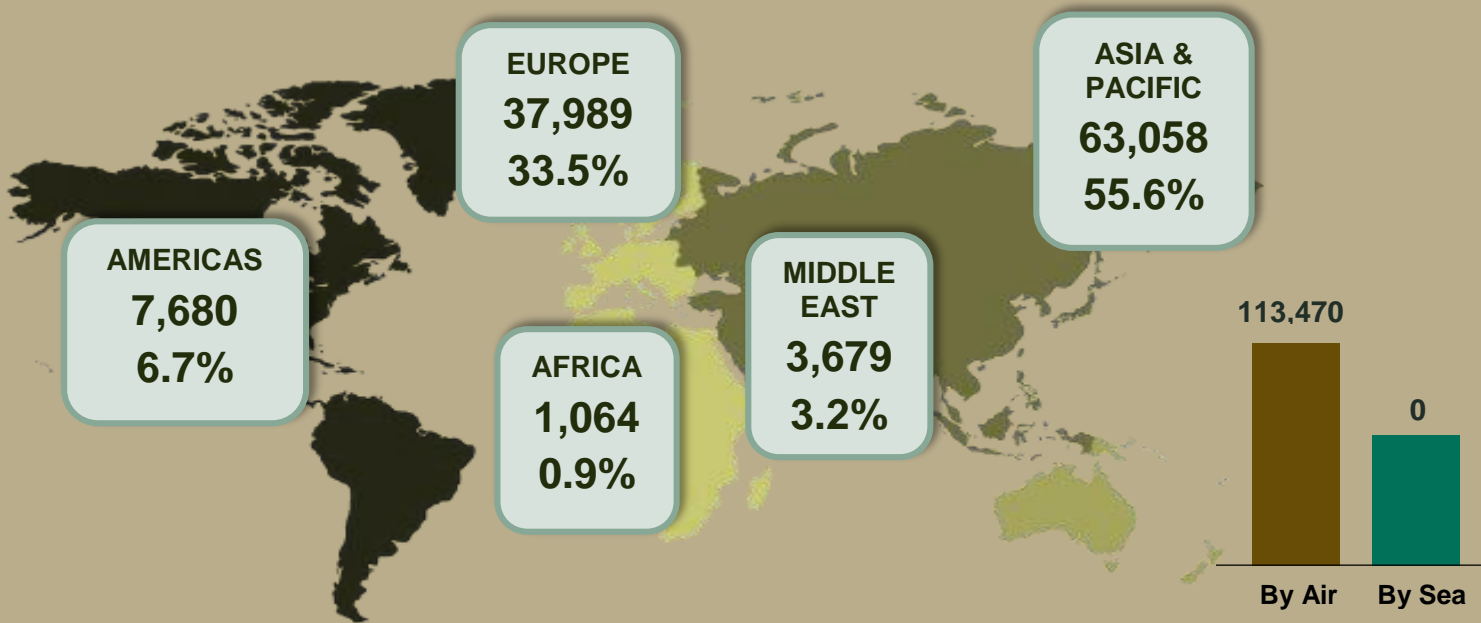 EUROPE
37,989
33.5%
ASIA &
PACIFIC
63,058
55.6%
AMERICAS
7,680
6.7%
MIDDLE
EAST
3,679
3.2%
AFRICA
1,064
0.9%
113,470
0
By Air
By Sea